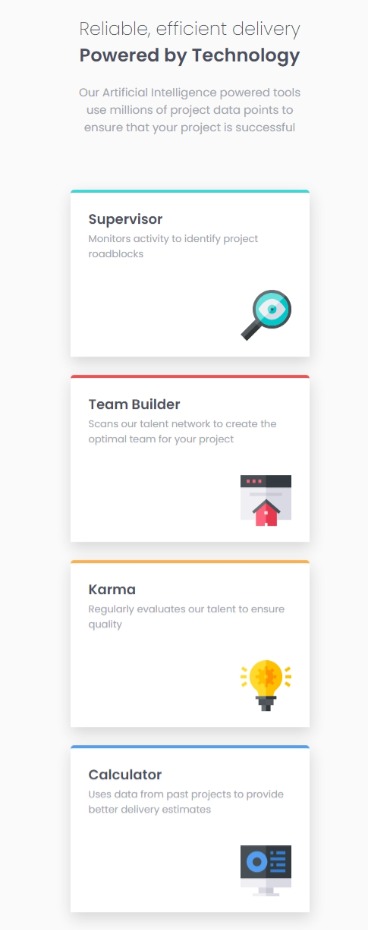 Reliable, efficient delivery
Powered by Technology
Our Artificial Intelligence powered tools
use millions of project data points to
ensure that your project is successful
Supervisor
Monitors activity to identify project
roadblocks
Team Builder
Scans our talent network to create the
optimal team for your project
Karma
Regularly evaluates our talent to ensure
quality
Calculator
Uses data from past projects to provide
better delivery estimates